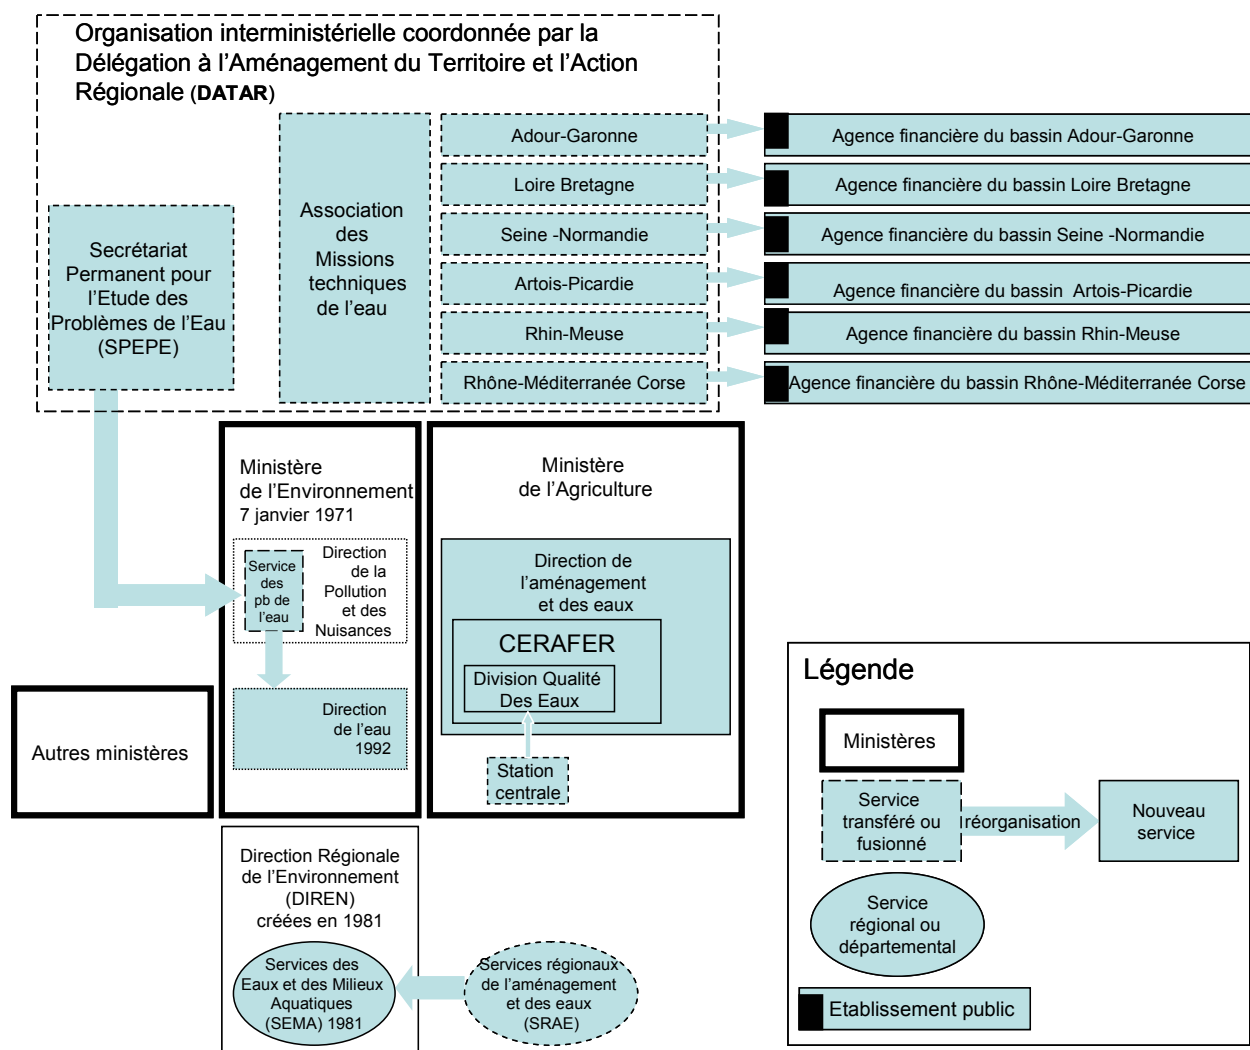 Organisation interministérielle coordonnée par la
Délégation à l'Aménagement du Territoire et l'Action
Régionale (DATAR)
Secrétariat
Permanent pour
l'Etude des
Problèmes de l'Eau
(SPEPE)
Association
des
Missions
techniques
de l'eau
Adour-Garonne
Loire Bretagne
Seine -Normandie
Artois-Picardie
Rhin-Meuse
Rhône-Méditerranée Corse
Agence financière du bassin Adour-Garonne
Agence financière du bassin Loire Bretagne
Agence financière du bassin Seine -Normandie
Agence financière du bassin Artois-Picardie
Agence financière du bassin Rhin-Meuse
Agence financière du bassin Rhône-Méditerranée Corse
Ministère
de l'Environnement
7 janvier 1971
Service
des
pb de
l'eau
Direction
de la
Pollution
et des
Nuisances
Direction
de l'eau
1992
Ministère
de l'Agriculture
Direction de
l'aménagement
et des eaux
CERAFER
Division Qualité
Des Eaux
Station
centrale
Autres ministères
Direction Régionale
de l'Environnement
(DIREN)
créées en 1981
Services des
Eaux et des Milieux
Aquatiques
(SEMA) 1981
Services régionaux
de l'aménagement
et des eaux
(SRAE)
Légende
Ministères
Service
transféré ou
fusionné
réorganisation
Nouveau
service
Service
régional ou
départemental
Etablissement public